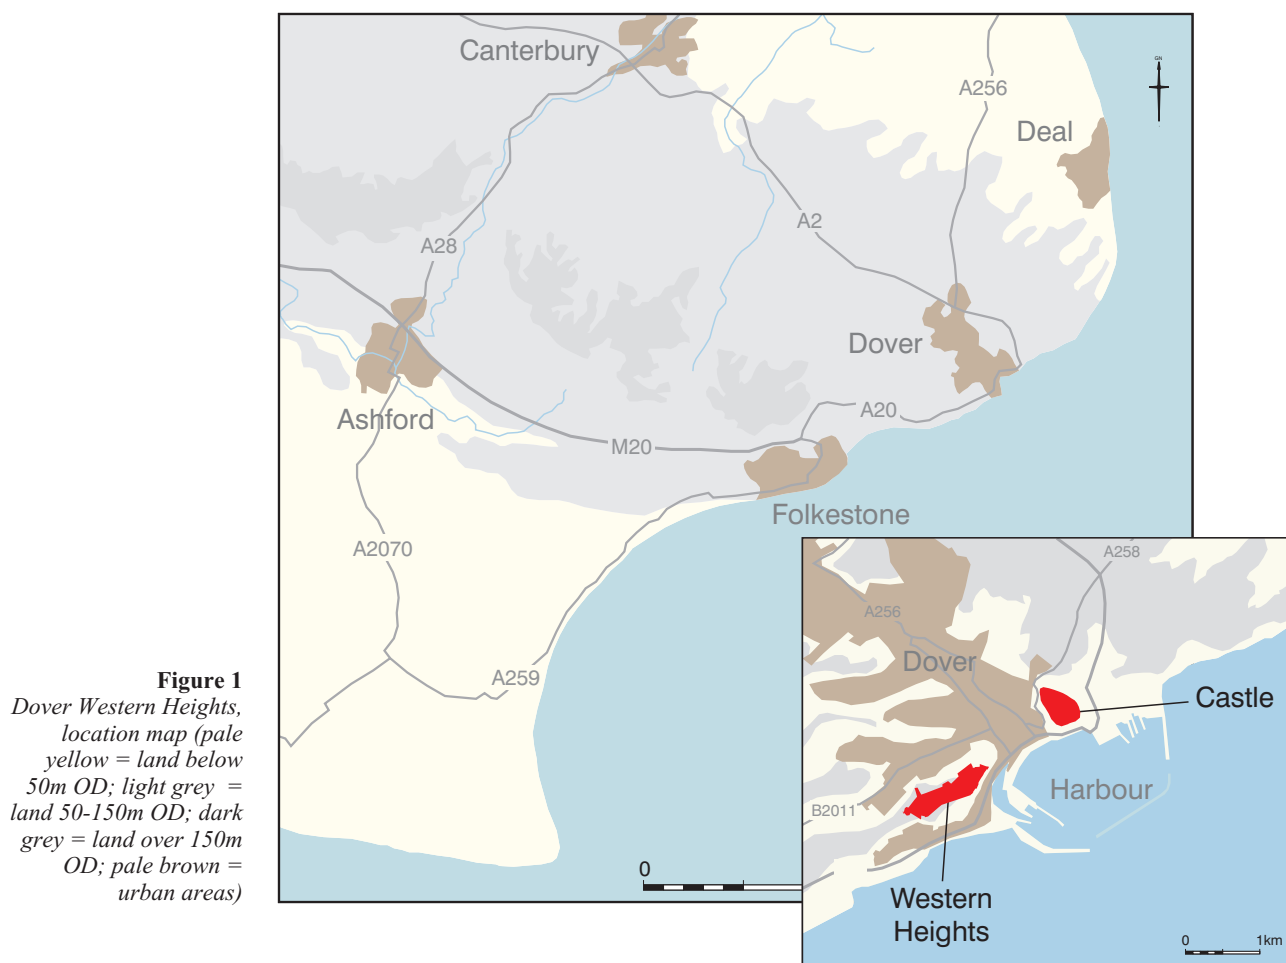 Canterbury
GN
A256
Deal
A2
A28
Dover
A20
Ashford
M20
Folkestone
A2070
A259
0
A258
A256
Dover
Castle
Harbour
B2011
Western
Heights
0 1km
Figure 1
Dover Western Heights,
location map (pale
yellow = land below
50m OD; light grey =
land 50-150m OD; dark
grey = land over 150m
OD; pale brown =
urban areas)